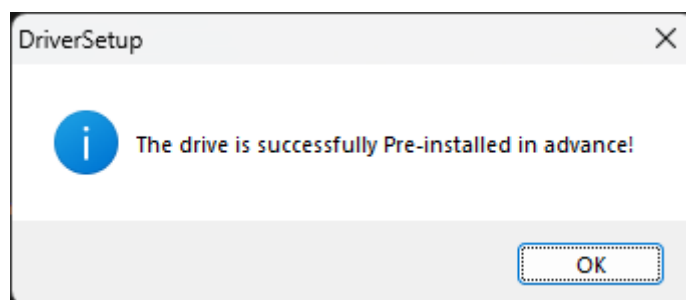 DriverSetup
The drive is successfully Pre-installed in advance!
OK